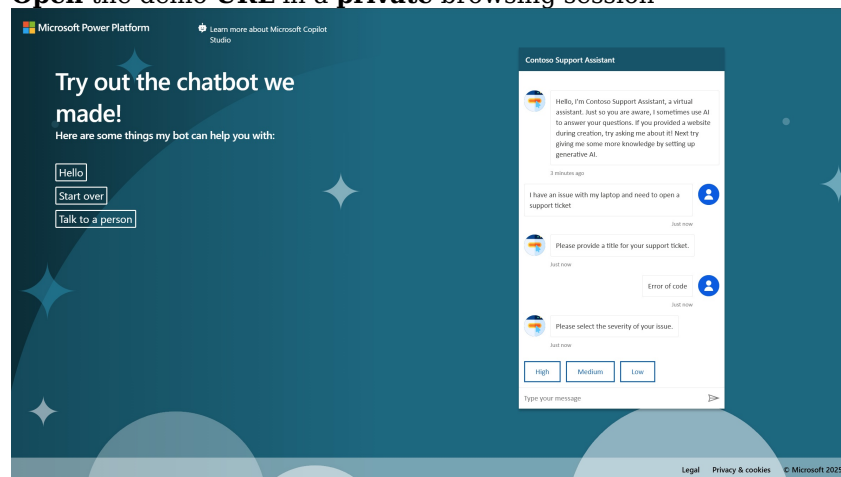 Open the demo URL in a private browsing session
Microsoft Power Platform
Learn more about Microsoft Copilot
Studio
Try out the chatbot we
made!
Here are some things my bot can help you with:
Hello
Start over
Talk to a person
Contoso Support Assistant
Hello, I'm Contoso Support Assistant, a virtual
assistant. Just so you are aware, I sometimes use AI
to answer your questions. If you provided a website
during creation, try asking me about it! Next try
giving me some more knowledge by setting up
generative AI.
3 minutes ago
I have an issue with my laptop and need to open a
support ticket
Just now
Please provide a title for your support ticket.
Just now
Error of code
Just now
Please select the severity of your issue.
Just now
High
Medium
Low
Type your message
Legal Privacy & cookies © Microsoft 2025